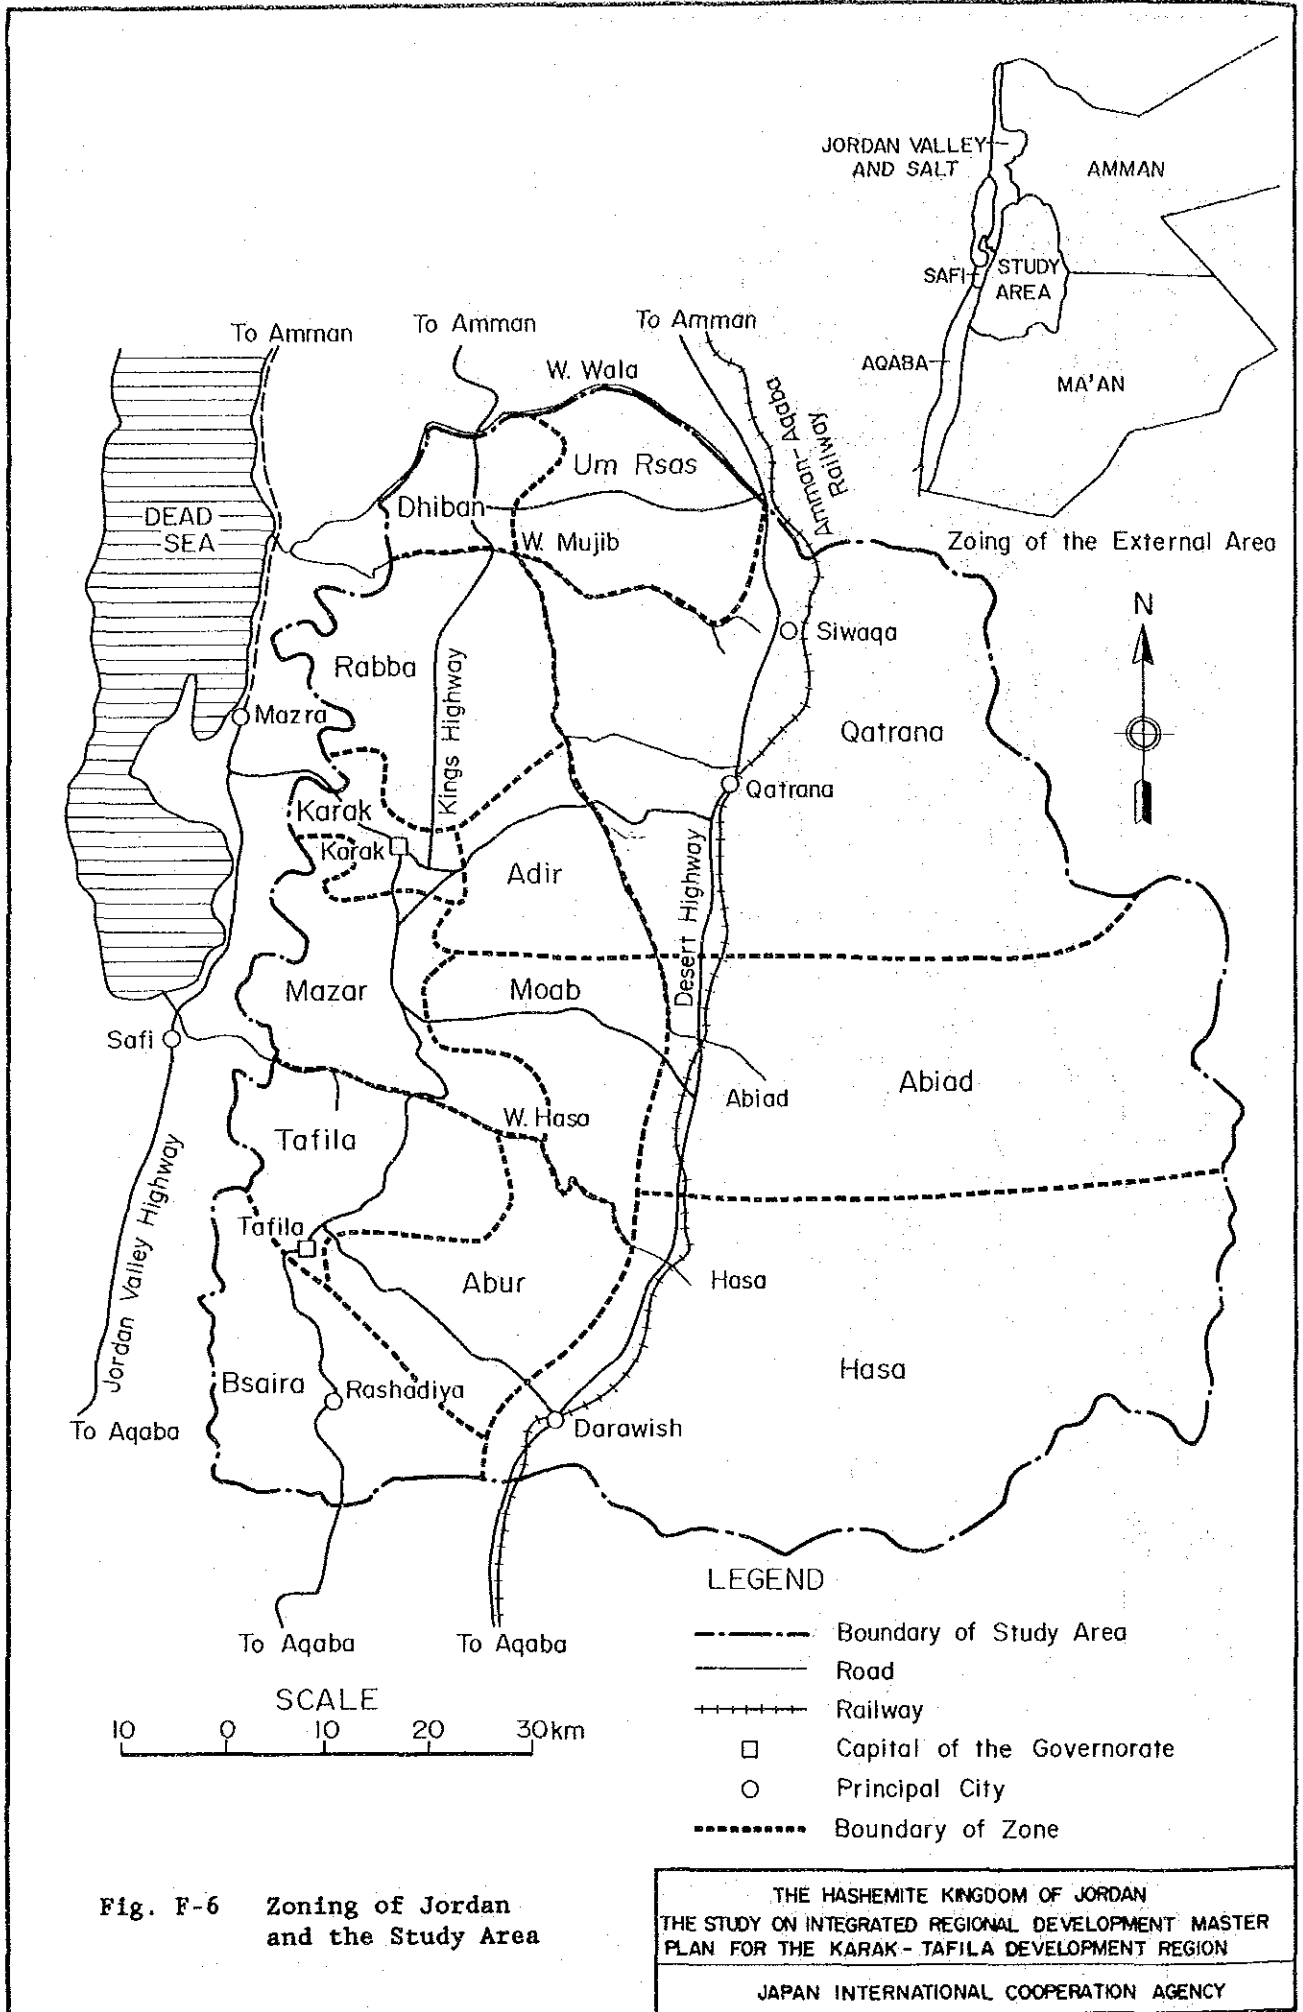 JORDAN VALLEY
AND SALT
AMMAN
SAFI
STUDY
AREA
AQABA
MA'AN
Zoing of the External Area
To Amman
To Amman
To Amman
W. Wala
Amman-Aqaba
Railway
Um Rsas
Dhiban
DEAD
SEA
W. Mujib
N
Siwaqa
Rabba
Kings Highway
Mazra
Qatrana
Qatrana
Karak
Karak
Adir
Desert Highway
Mazar
Moab
Safi
Abiad
Abiad
W. Hasa
Tafila
Jordan Valley Highway
Tafila
Abur
Hasa
Hasa
Bsaira
Rashadiya
To Aqaba
Darawish
To Aqaba
To Aqaba
LEGEND
Boundary of Study Area
Road
Railway
Capital of the Governorate
Principal City
Boundary of Zone
SCALE
10 0 10 20 30km
Fig. F-6 Zoning of Jordan
and the Study Area
THE HASHEMITE KINGDOM OF JORDAN
THE STUDY ON INTEGRATED REGIONAL DEVELOPMENT MASTER
PLAN FOR THE KARAK - TAFILA DEVELOPMENT REGION
JAPAN INTERNATIONAL COOPERATION AGENCY